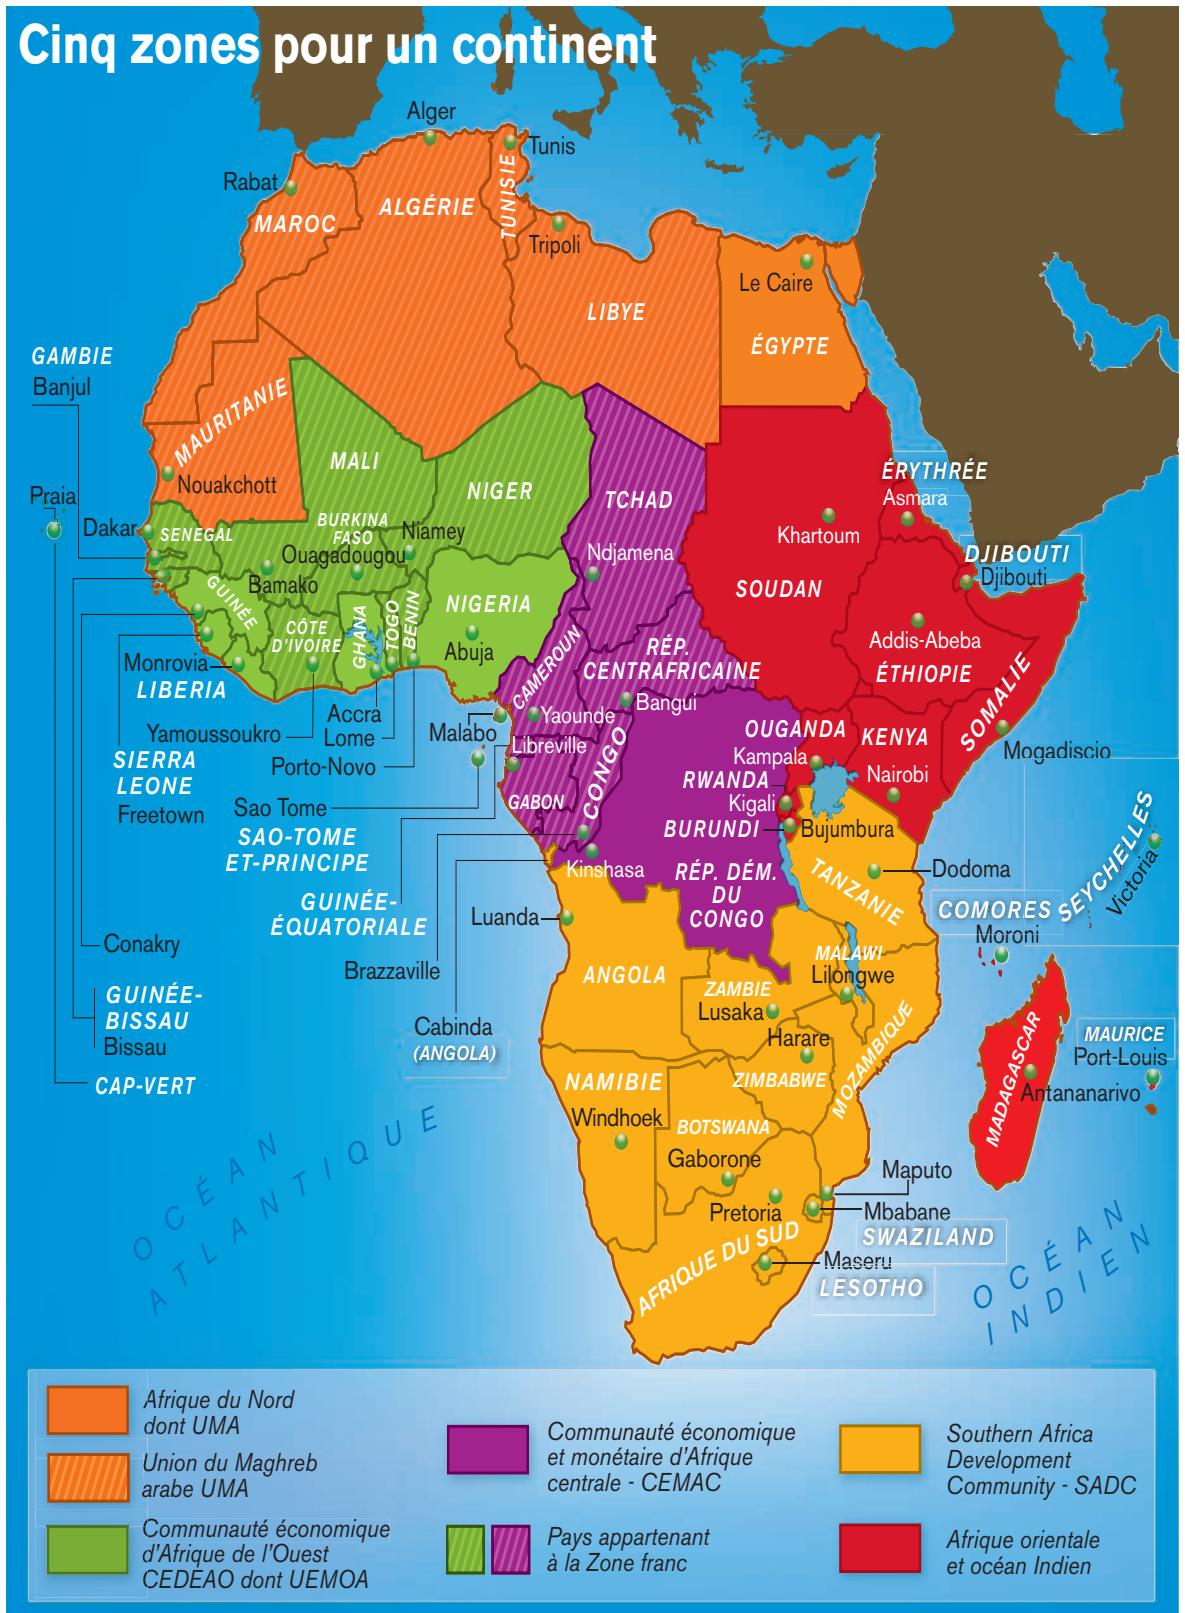 Cinq zones pour un continent
Alger
Tunis
Rabat
TUNISIE
ALGÉRIE
MAROC
Tripoli
Le Caire
LIBYE
ÉGYPTE
GAMBIE
Banjul
MAURITANIE
MALI
NIGER
TCHAD
ÉRYTHRÉE
Asmara
Nouakchott
Praia
Dakar
SENEGAL
BURKINA
FASO
Niamey
Khartoum
Ouagadougou
Ndjamena
DJIBOUTI
Djibouti
Bamako
SOUDAN
GUINÉE
NIGERIA
CÔTE
D'IVOIRE
GHANA
TOGO
BENIN
Abuja
Addis-Abeba
ÉTHIOPIE
CAMEROUN
RÉP.
CENTRAFRICAINE
SOMALIE
Monrovia
LIBERIA
Bangui
Accra
Lome
Yaounde
Malabo
Yamoussoukro
OUGANDA
KENYA
Libreville
CONGO
Kampala
Mogadiscio
SIERRA
LEONE
Freetown
Porto-Novo
RWANDA
Nairobi
Kigali
GABON
Sao Tome
SAO-TOME
ET-PRINCIPE
BURUNDI
Bujumbura
SEYCHELLES
Victoria
Kinshasa
RÉP. DÉM.
DU
CONGO
TANZANIE
Dodoma
GUINÉE-
ÉQUATORIALE
Luanda
COMORES
Moroni
Conakry
Brazzaville
ANGOLA
MALAWI
Lilongwe
ZAMBIE
Lusaka
GUINÉE-
BISSAU
Bissau
Cabinda
(ANGOLA)
Harare
MOZAMBIQUE
MADAGASCAR
MAURICE
Port-Louis
CAP-VERT
NAMIBIE
ZIMBABWE
Antananarivo
Windhoek
BOTSWANA
Gaborone
Maputo
Pretoria
Mbabane
SWAZILAND
AFRIQUE DU SUD
Maseru
LESOTHO
OCÉAN
ATLANTIQUE
OCÉAN
INDIEN
Afrique du Nord
dont UMA
Union du Maghreb
arabe UMA
Communauté économique
d'Afrique de l'Ouest
CEDEAO dont UEMOA
Communauté économique
et monétaire d'Afrique
centrale - CEMAC
Pays appartenant
à la Zone franc
Southern Africa
Development
Community - SADC
Afrique orientale
et océan Indien